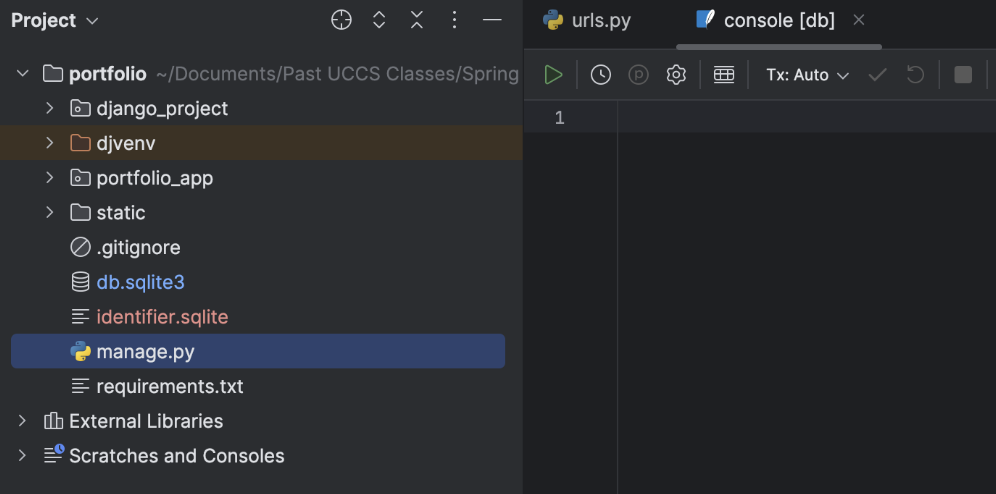 Project
urls.py
console [db]
portfolio ~/Documents/Past UCCS Classes/Spring
Tx: Auto
django_project
1
djvenv
portfolio_app
static
.gitignore
db.sqlite3
identifier.sqlite
manage.py
requirements.txt
External Libraries
Scratches and Consoles